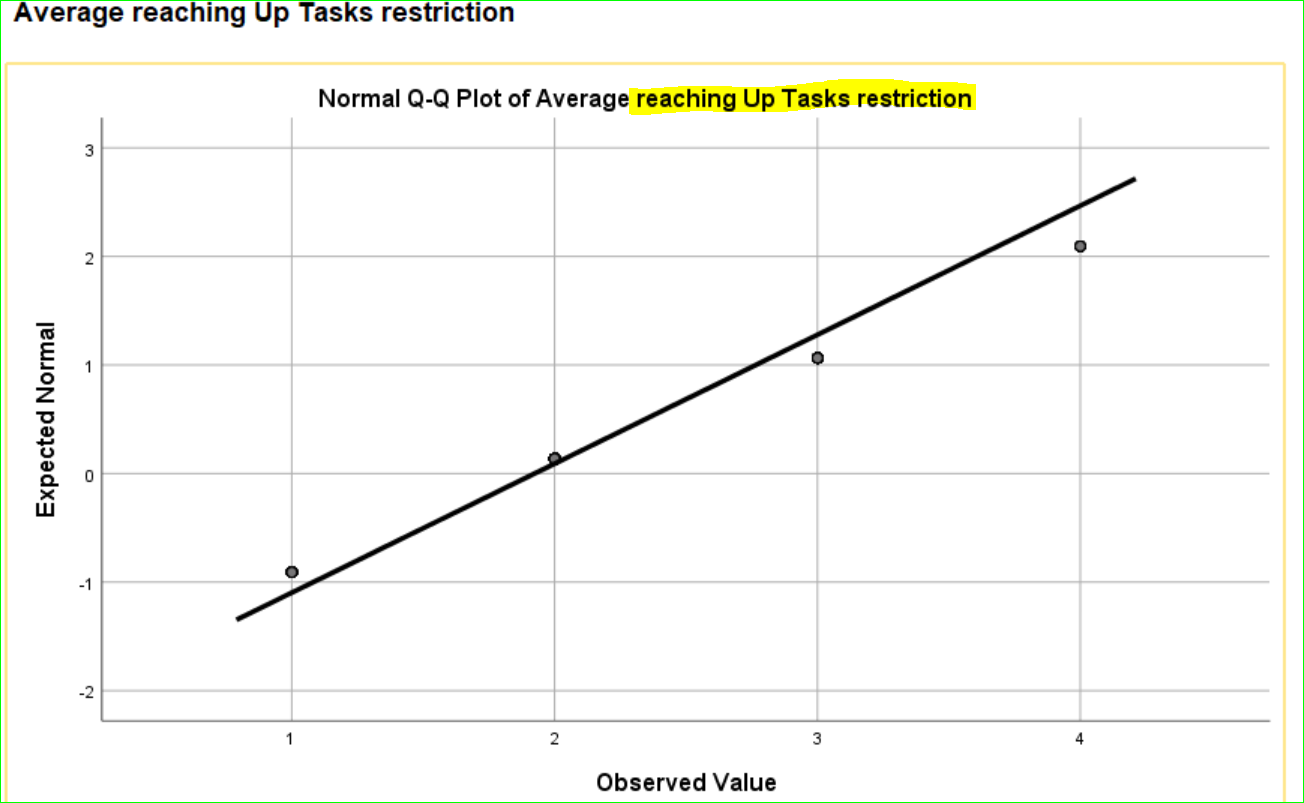 Average reaching Up Tasks restriction
Normal Q-Q Plot of Average reaching Up Tasks restriction
3
2
1
0
-1
-2
Expected Normal
1 2 3 4
Observed Value